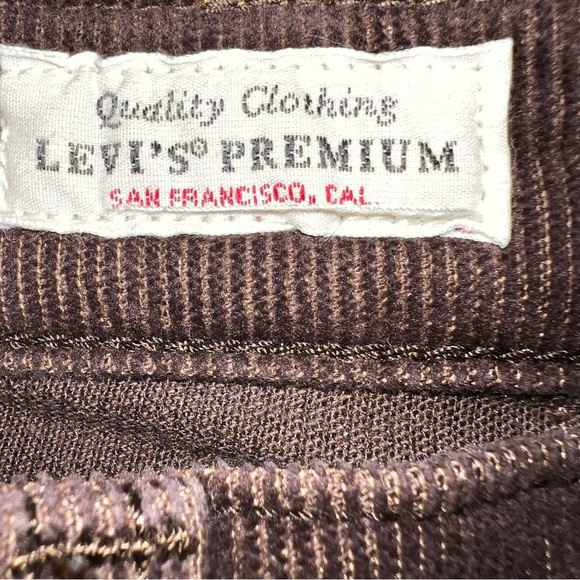 Quality Clothing
LEVI'S® PREMIUM
SAN FRANCISCO, CAL.